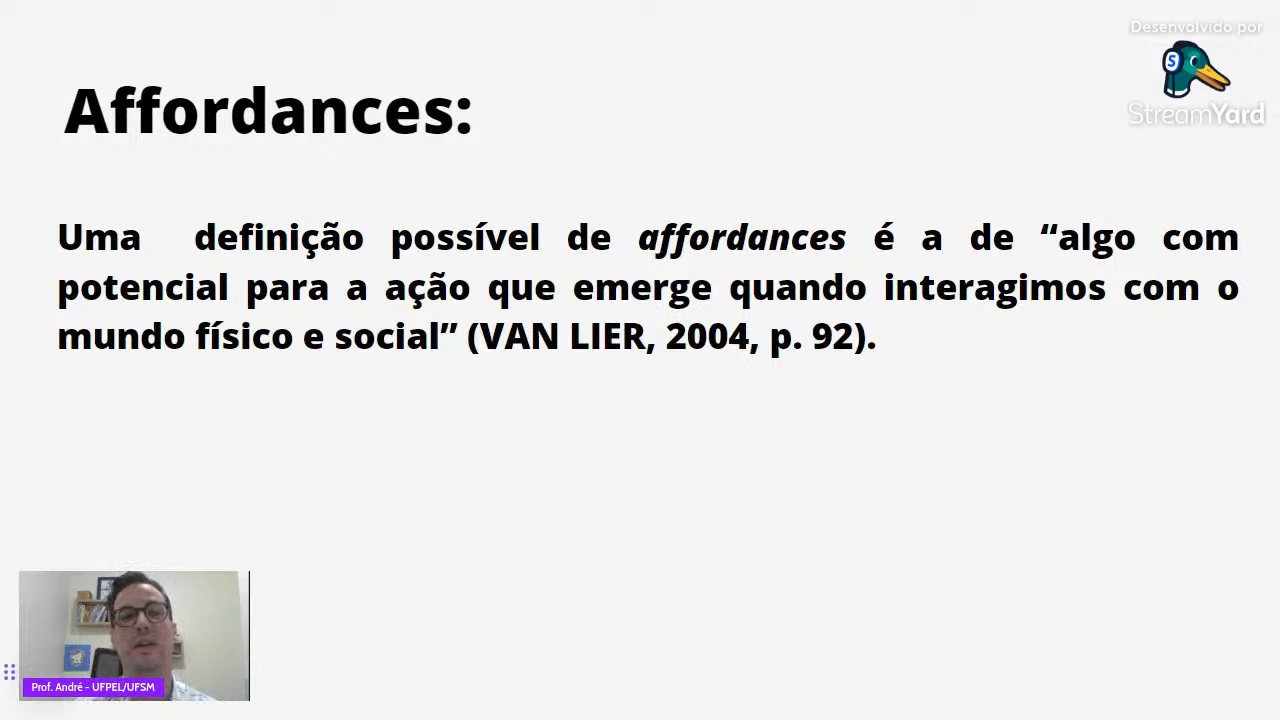 Desenvolvido por
S
StreamYard
Affordances:
Uma definição possível de affordances é a de “algo com
potencial para a ação que emerge quando interagimos com o
mundo físico e social” (VAN LIER, 2004, p. 92).
Prof. André - UFPEL/UFSM